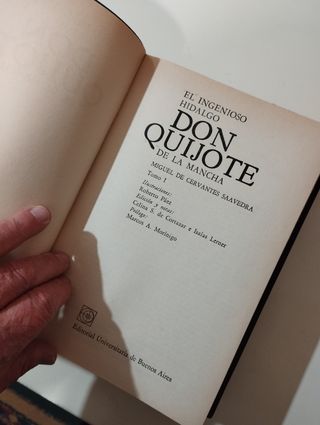 EL INGENIOSO
HIDALGO
DON
QUIJOTE
DE LA MANCHA
MIGUEL DE CERVANTES SAAVEDRA
Tomo I
Ilustraciones:
Roberto Páez
Edición y notas:
Celina S. de Cortazar e Isaías Lerner
Prólogo:
Marcos A. Morínigo
Editorial Universitaria de Buenos Aires